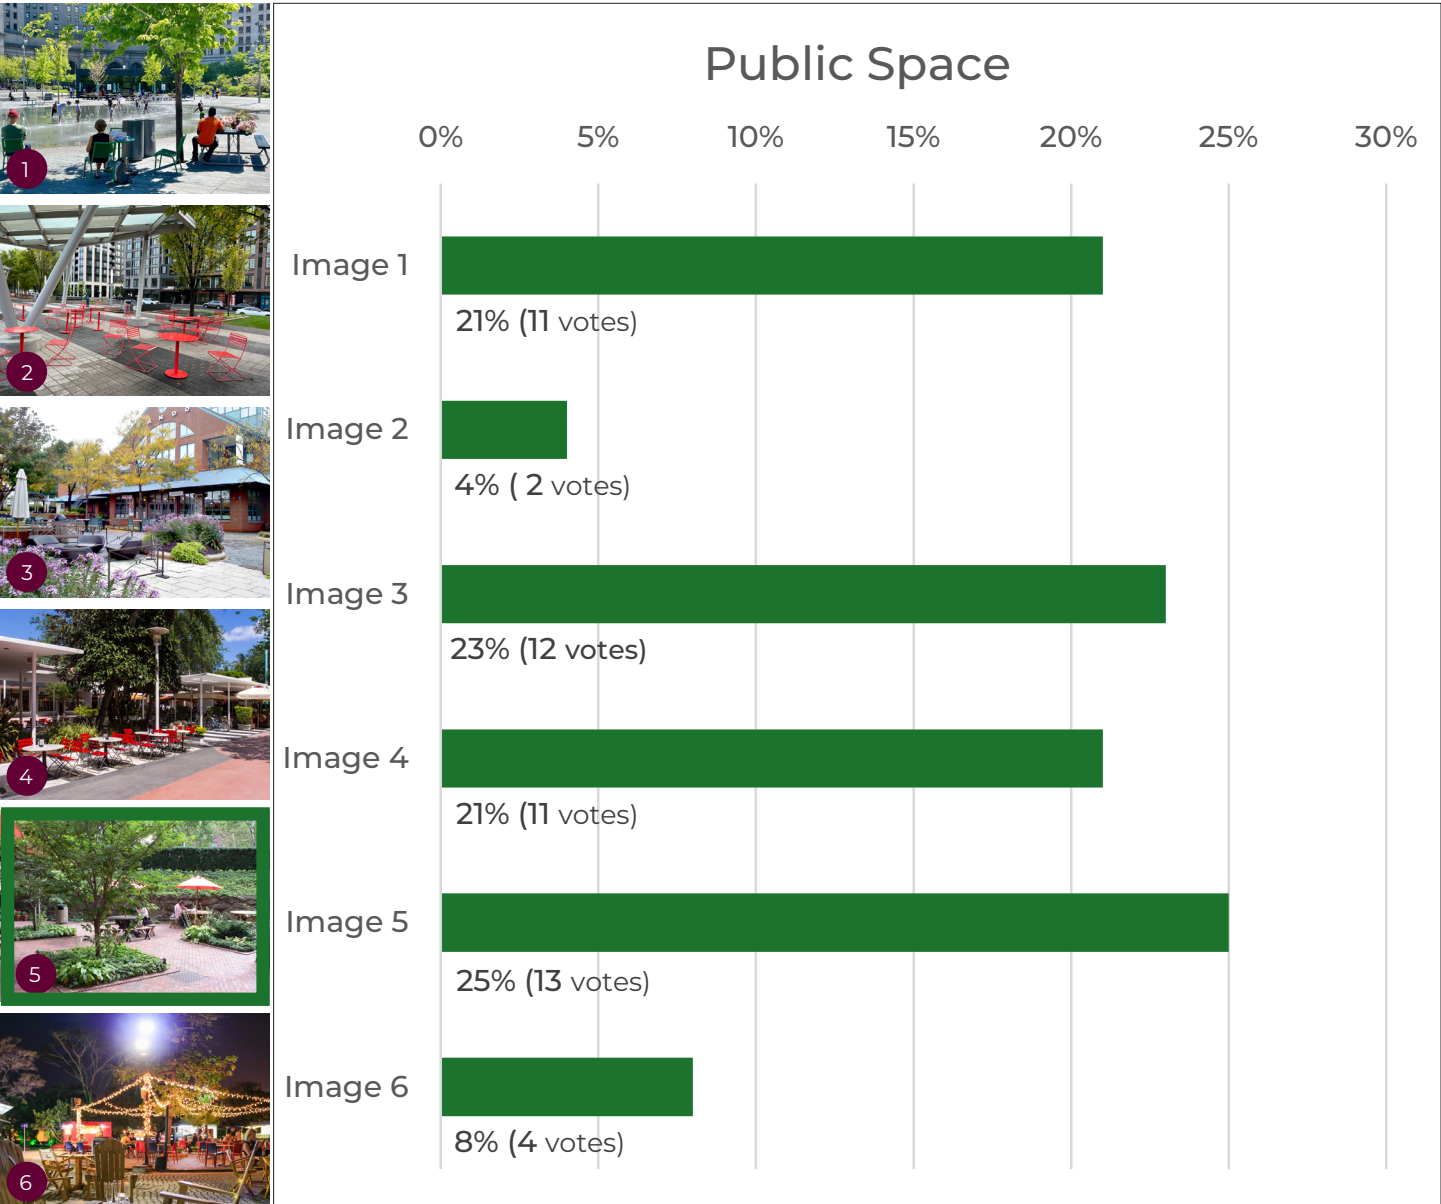 Public Space
0% 5% 10% 15% 20% 25% 30%
Image 1
21% (11 votes)
Image 2
4% ( 2 votes)
Image 3
23% (12 votes)
Image 4
21% (11 votes)
Image 5
25% (13 votes)
Image 6
8% (4 votes)
1
2
3
4
5
6